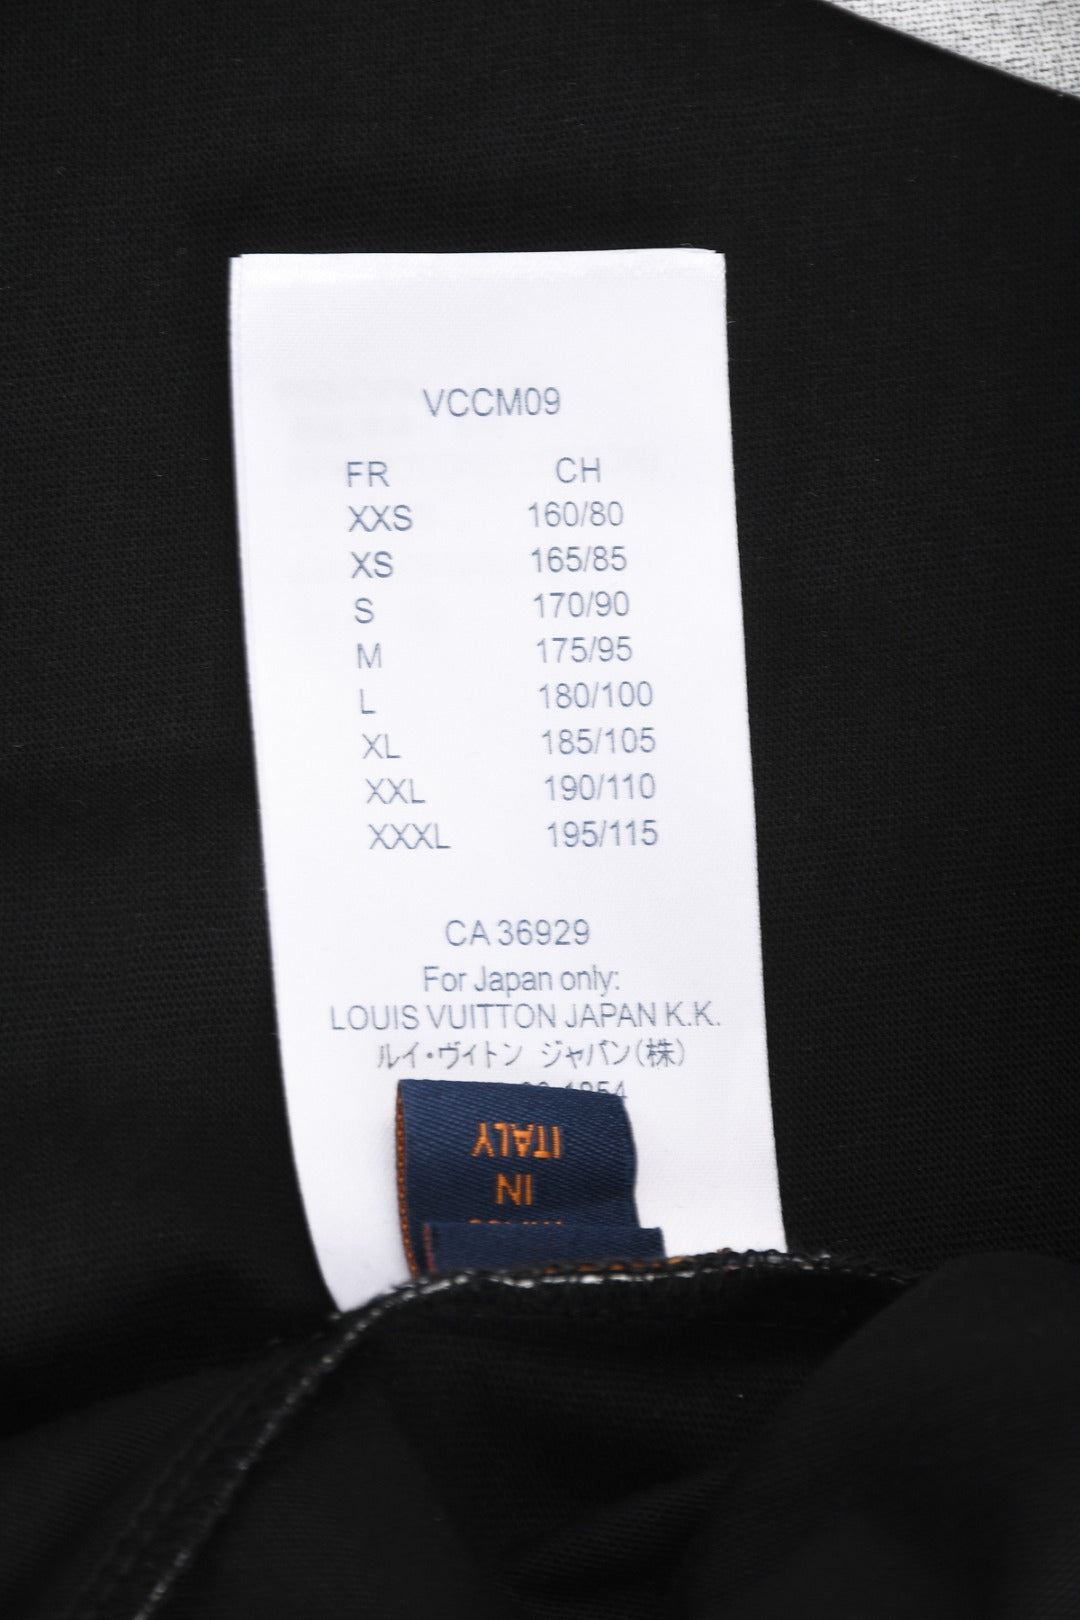 VCCM09
FR CH
XXS 160/80
XS 165/85
S 170/90
M 175/95
L 180/100
XL 185/105
XXL 190/110
XXXL 195/115
CA 36929
For Japan only:
LOUIS VUITTON JAPAN K.K.
ルイ・ヴィトン ジャパン(株)
1854
IN
ITALY